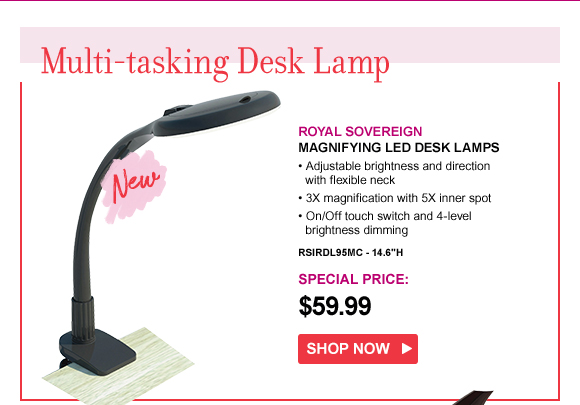 Multi-tasking Desk Lamp
New
ROYAL SOVEREIGN
MAGNIFYING LED DESK LAMPS
• Adjustable brightness and direction
with flexible neck
• 3X magnification with 5X inner spot
• On/Off touch switch and 4-level
brightness dimming
RSIRDL95MC - 14.6"H
SPECIAL PRICE:
$59.99
SHOP NOW